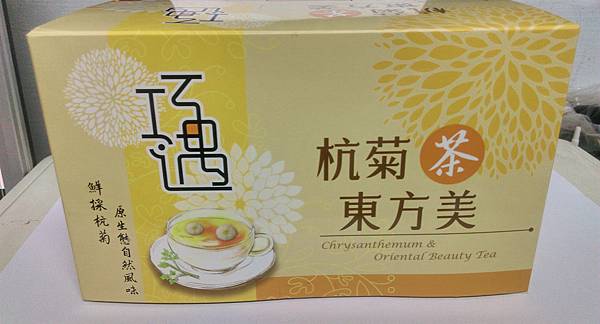 巧遇
鮮採杭菊
原生態自然風味
杭菊茶
東方美
Chrysanthemum &
Oriental Beauty Tea